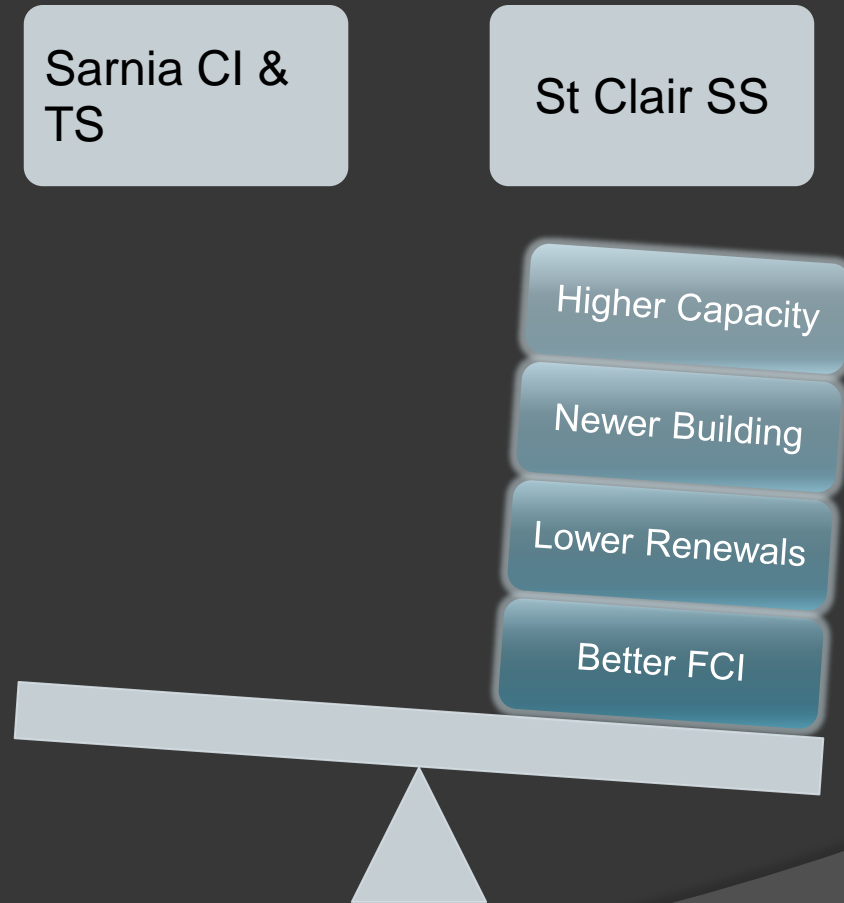 Sarnia CI &
TS
St Clair SS
Higher Capacity
Newer Building
Lower Renewals
Better FCI